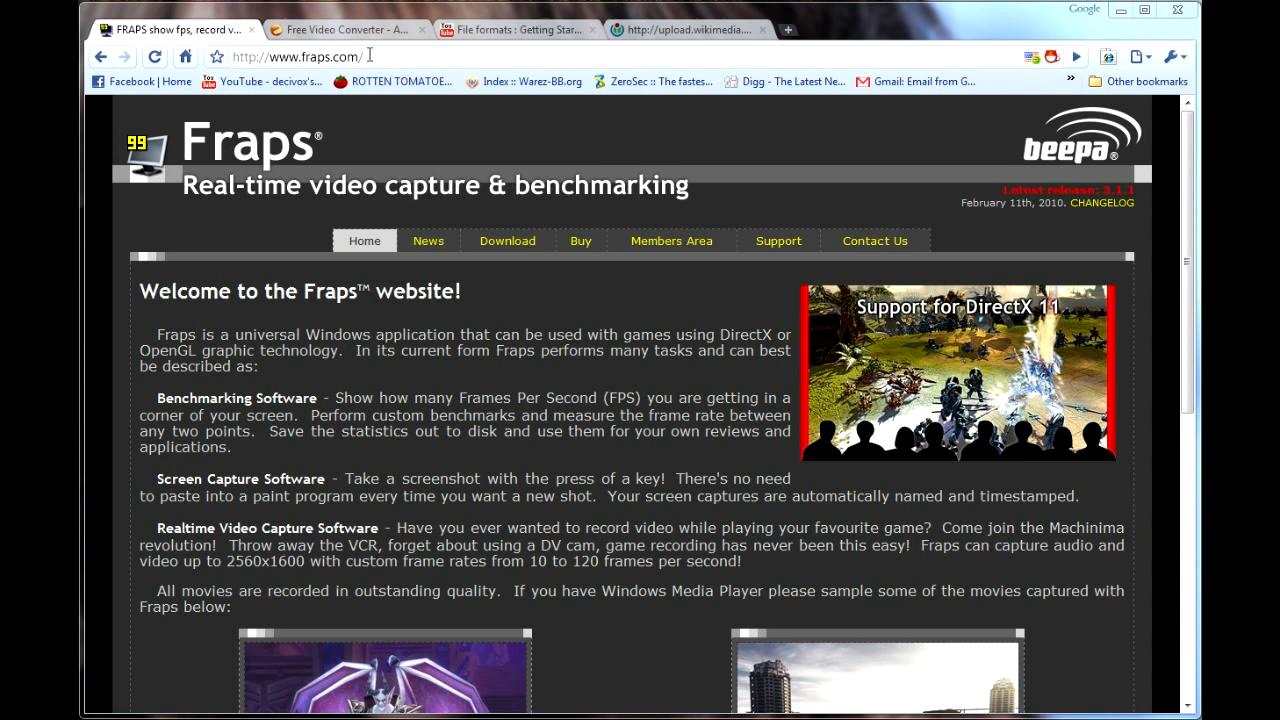 Google
FRAPS show fps, record v...
Free Video Converter - A...
You Tube File formats : Getting Star...
http://upload.wikimedia....
http://www.fraps.com/
Facebook | Home
You Tube YouTube - decivox's...
ROTTEN TOMATOE...
Index :: Warez-BB.org
ZeroSec :: The fastes...
Digg - The Latest Ne...
Gmail: Email from G...
»
Other bookmarks
99
Fraps®
Real-time video capture & benchmarking
beepa®
Latest release: 3.1.1
February 11th, 2010. CHANGELOG
Home News Download Buy Members Area Support Contact Us
Welcome to the Fraps™ website!
Support for DirectX 11
Fraps is a universal Windows application that can be used with games using DirectX or
OpenGL graphic technology. In its current form Fraps performs many tasks and can best
be described as:
Benchmarking Software - Show how many Frames Per Second (FPS) you are getting in a
corner of your screen. Perform custom benchmarks and measure the frame rate between
any two points. Save the statistics out to disk and use them for your own reviews and
applications.
Screen Capture Software - Take a screenshot with the press of a key! There's no need
to paste into a paint program every time you want a new shot. Your screen captures are automatically named and timestamped.
Realtime Video Capture Software - Have you ever wanted to record video while playing your favourite game? Come join the Machinima
revolution! Throw away the VCR, forget about using a DV cam, game recording has never been this easy! Fraps can capture audio and
video up to 2560x1600 with custom frame rates from 10 to 120 frames per second!
All movies are recorded in outstanding quality. If you have Windows Media Player please sample some of the movies captured with
Fraps below: